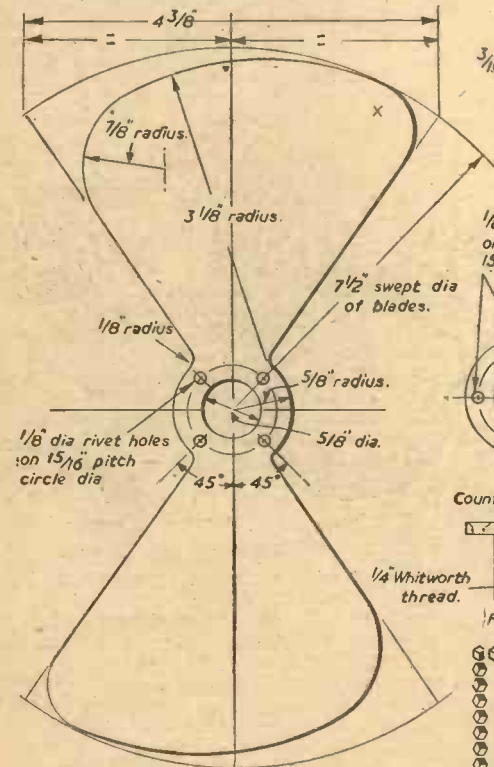 4 3/8"
= =
7/8" radius.
x
3 1/8" radius.
7 1/2" swept dia
of blades.
1/8" radius
5/8" radius.
5/8" dia.
1/8" dia rivet holes
on 15/16" pitch
circle dia
45° 45°
1/4" Whitworth
thread.